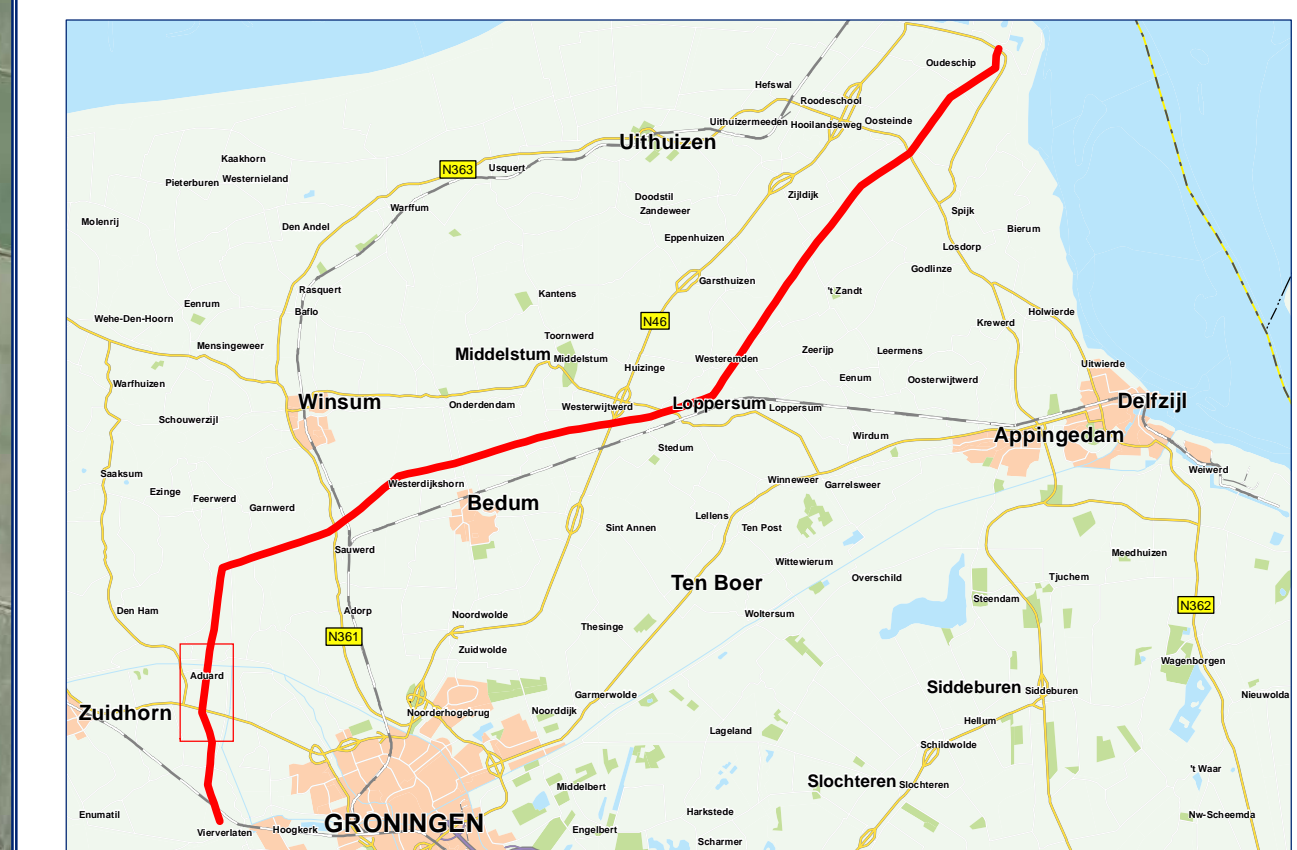 Oudeschip
Hefswal
Roodeschool
Uithuizermeeden
Hooilandseweg
Oosteinde
Uithuizen
Kaakhorn
N363
Usquert
Pieterburen
Westernieland
Doodstil
Zijldijk
Zandeweer
Warffum
Spijk
Molenrij
Den Andel
Bierum
Eppenhuizen
Losdorp
Godlinze
Garsthuizen
Rasquert
Kantens
't Zandt
Eenrum
Baflo
Holwierde
Wehe-Den-Hoorn
N46
Krewerd
Toornwerd
Mensingeweer
Middelstum
Middelstum
Westeremden
Zeerijp
Leermens
Huizinge
Uitwierde
Warfhuizen
Eenum
Oosterwijtwerd
Winsum
Onderdendam
Westerwijtwerd
Loppersum
Loppersum
Delfzijl
Schouwerzijl
Wirdum
Appingedam
Stedum
Saaksum
Weiwerd
Westerdijkshorn
Winneweer
Garrelsweer
Ezinge
Feerwerd
Garnwerd
Bedum
Lellens
Sint Annen
Ten Post
Sauwerd
Meedhuizen
Wittewierum
Ten Boer
Overschild
Tjuchem
Steendam
N362
Den Ham
Adorp
Noordwolde
Woltersum
Thesinge
N361
Zuidwolde
Wagenborgen
Aduard
Siddeburen
Siddeburen
Nieuwolda
Garmerwolde
Zuidhorn
Noorderhogebrug
Noorddijk
Hellum
Lageland
Schildwolde
't Waar
Slochteren
Slochteren
Middelbert
Enumatil
Harkstede
Nw-Scheemda
Vierverlaten
Hoogkerk
GRONINGEN
Engelbert
Scharmer